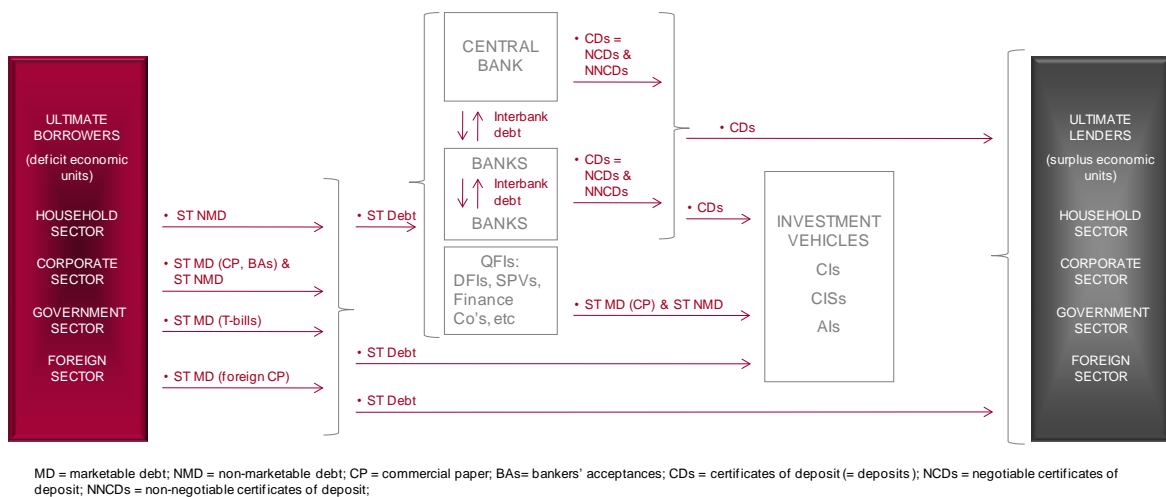 ULTIMATE
BORROWERS
(deficit economic
units)
HOUSEHOLD
SECTOR
CORPORATE
SECTOR
GOVERNMENT
SECTOR
FOREIGN
SECTOR
• ST NMD
• ST MD (CP, BAs) &
ST NMD
• ST MD (T-bills)
• ST MD (foreign CP)
• ST Debt
CENTRAL
BANK
Interbank
debt
BANKS
Interbank
debt
BANKS
QFIs:
DFIs, SPVs,
Finance
Co's, etc
• CDs =
NCDs &
NNCDs
• CDs =
NCDs &
NNCDs
• CDs
• CDs
• ST MD (CP) & ST NMD
• ST Debt
• ST Debt
INVESTMENT
VEHICLES
CIs
CISs
AIs
ULTIMATE
LENDERS
(surplus economic
units)
HOUSEHOLD
SECTOR
CORPORATE
SECTOR
GOVERNMENT
SECTOR
FOREIGN
SECTOR
MD = marketable debt; NMD = non-marketable debt; CP = commercial paper; BAs= bankers' acceptances; CDs = certificates of deposit (= deposits); NCDs = negotiable certificates of
deposit; NNCDs = non-negotiable certificates of deposit;